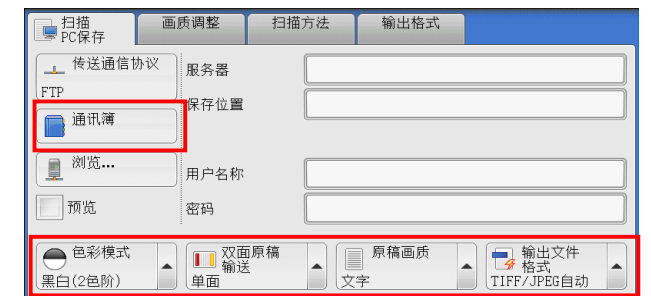 扫描
PC保存
画质调整
扫描方法
输出格式
传送通信协议
FTP
服务器
保存位置
通讯薄
浏览...
用户名称
预览
密码
色彩模式
黑白(2色阶)
双面原稿
输送
单面
原稿画质
文字
输出文件
格式
TIFF/JPEG自动